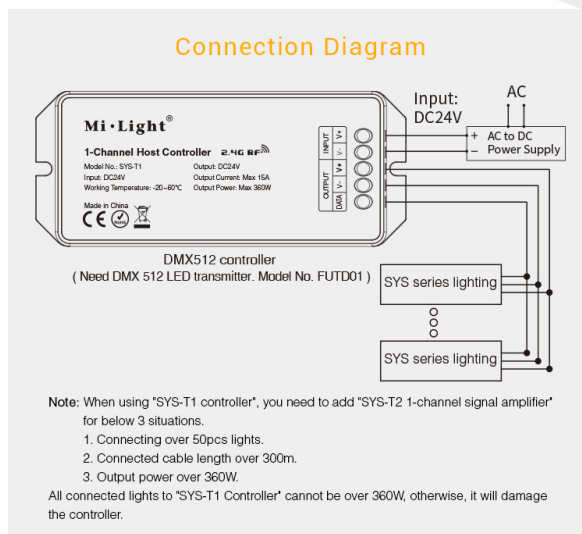 Connection Diagram
Input:
DC24V
AC
Mi·Light®
1-Channel Host Controller 2.4G RF
Model No.: SYS-T1 Output: DC24V
Input: DC24V Output Current: Max 15A
Working Temperature: -20~60°C Output Power: Max 360W
Made in China
CE RoHS
INPUT V+
V-
OUTPUT V+
V-
DATA
+ AC to DC
− Power Supply
DMX512 controller
( Need DMX 512 LED transmitter. Model No. FUTD01 )
SYS series lighting
SYS series lighting
Note: When using "SYS-T1 controller", you need to add "SYS-T2 1-channel signal amplifier"
for below 3 situations.
1. Connecting over 50pcs lights.
2. Connected cable length over 300m.
3. Output power over 360W.
All connected lights to "SYS-T1 Controller" cannot be over 360W, otherwise, it will damage
the controller.